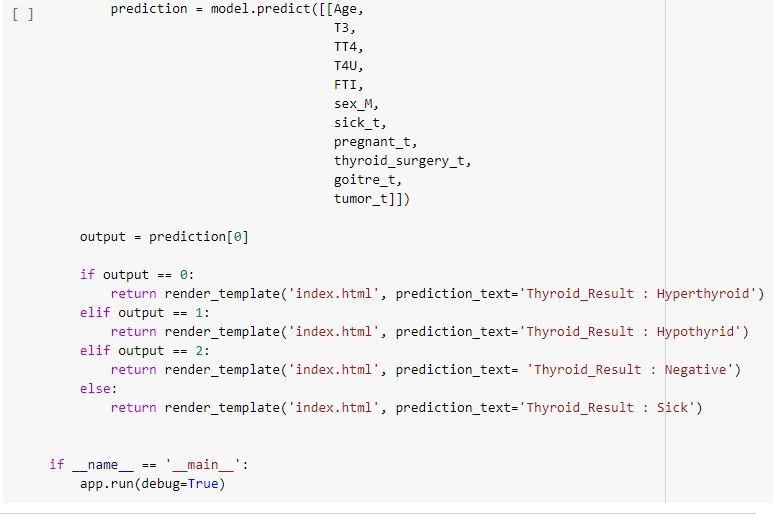 [ ]
prediction = model.predict([[Age,
T3,
TT4,
T4U,
FTI,
sex_M,
sick_t,
pregnant_t,
thyroid_surgery_t,
goitre_t,
tumor_t]])
output = prediction[0]
if output == 0:
return render_template('index.html', prediction_text='Thyroid_Result : Hyperthyroid')
elif output == 1:
return render_template('index.html', prediction_text='Thyroid_Result : Hypothyrid')
elif output == 2:
return render_template('index.html', prediction_text= 'Thyroid_Result : Negative')
else:
return render_template('index.html', prediction_text='Thyroid_Result : Sick')
if __name__ == '__main__':
app.run(debug=True)